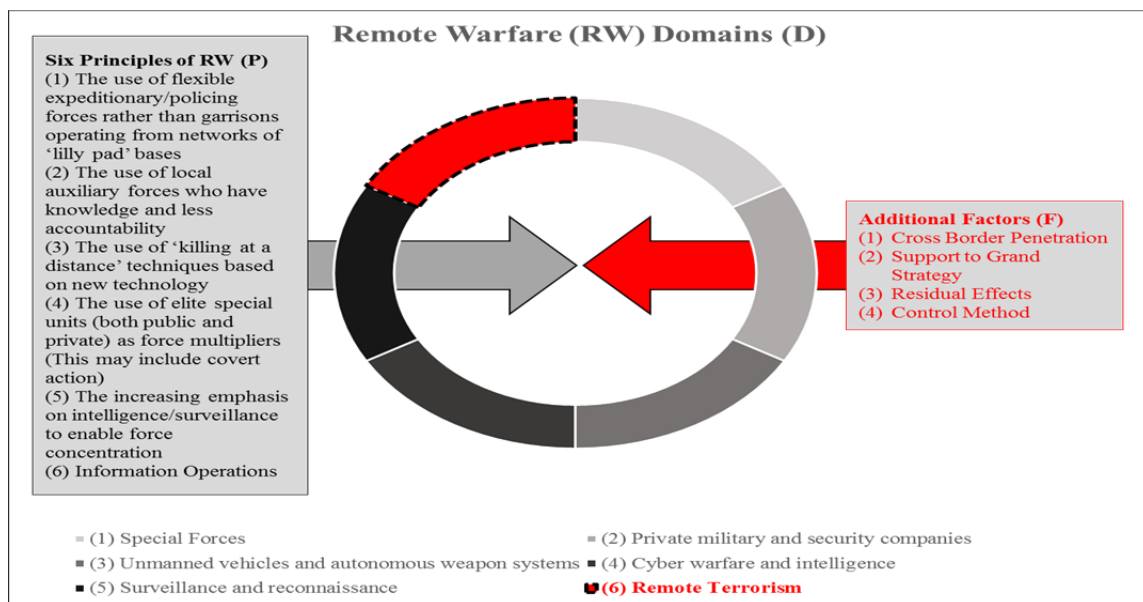 Remote Warfare (RW) Domains (D)
Six Principles of RW (P)
(1) The use of flexible
expeditionary/policing
forces rather than garrisons
operating from networks of
‘lilly pad’ bases
(2) The use of local
auxiliary forces who have
knowledge and less
accountability
(3) The use of ‘killing at a
distance’ techniques based
on new technology
(4) The use of elite special
units (both public and
private) as force multipliers
(This may include covert
action)
(5) The increasing emphasis
on intelligence/surveillance
to enable force
concentration
(6) Information Operations
Additional Factors (F)
(1) Cross Border Penetration
(2) Support to Grand
Strategy
(3) Residual Effects
(4) Control Method
(1) Special Forces
(2) Private military and security companies
(3) Unmanned vehicles and autonomous weapon systems
(4) Cyber warfare and intelligence
(5) Surveillance and reconnaissance
(6) Remote Terrorism